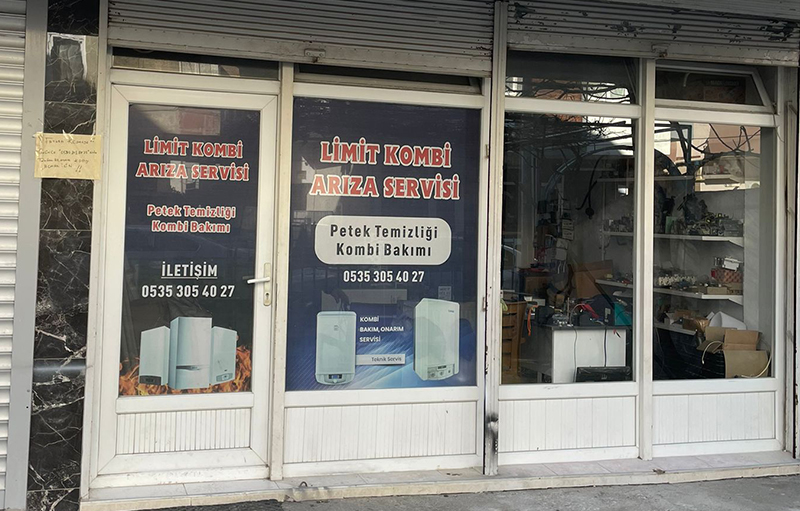 LİMİT KOMBİ
ARIZA SERVİSİ
Petek Temizliği
Kombi Bakımı
İLETİŞİM
0535 305 40 27
LİMİT KOMBİ
ARIZA SERVİSİ
Petek Temizliği
Kombi Bakımı
0535 305 40 27
KOMBİ
BAKIM, ONARIM
SERVİSİ
Teknik Servis